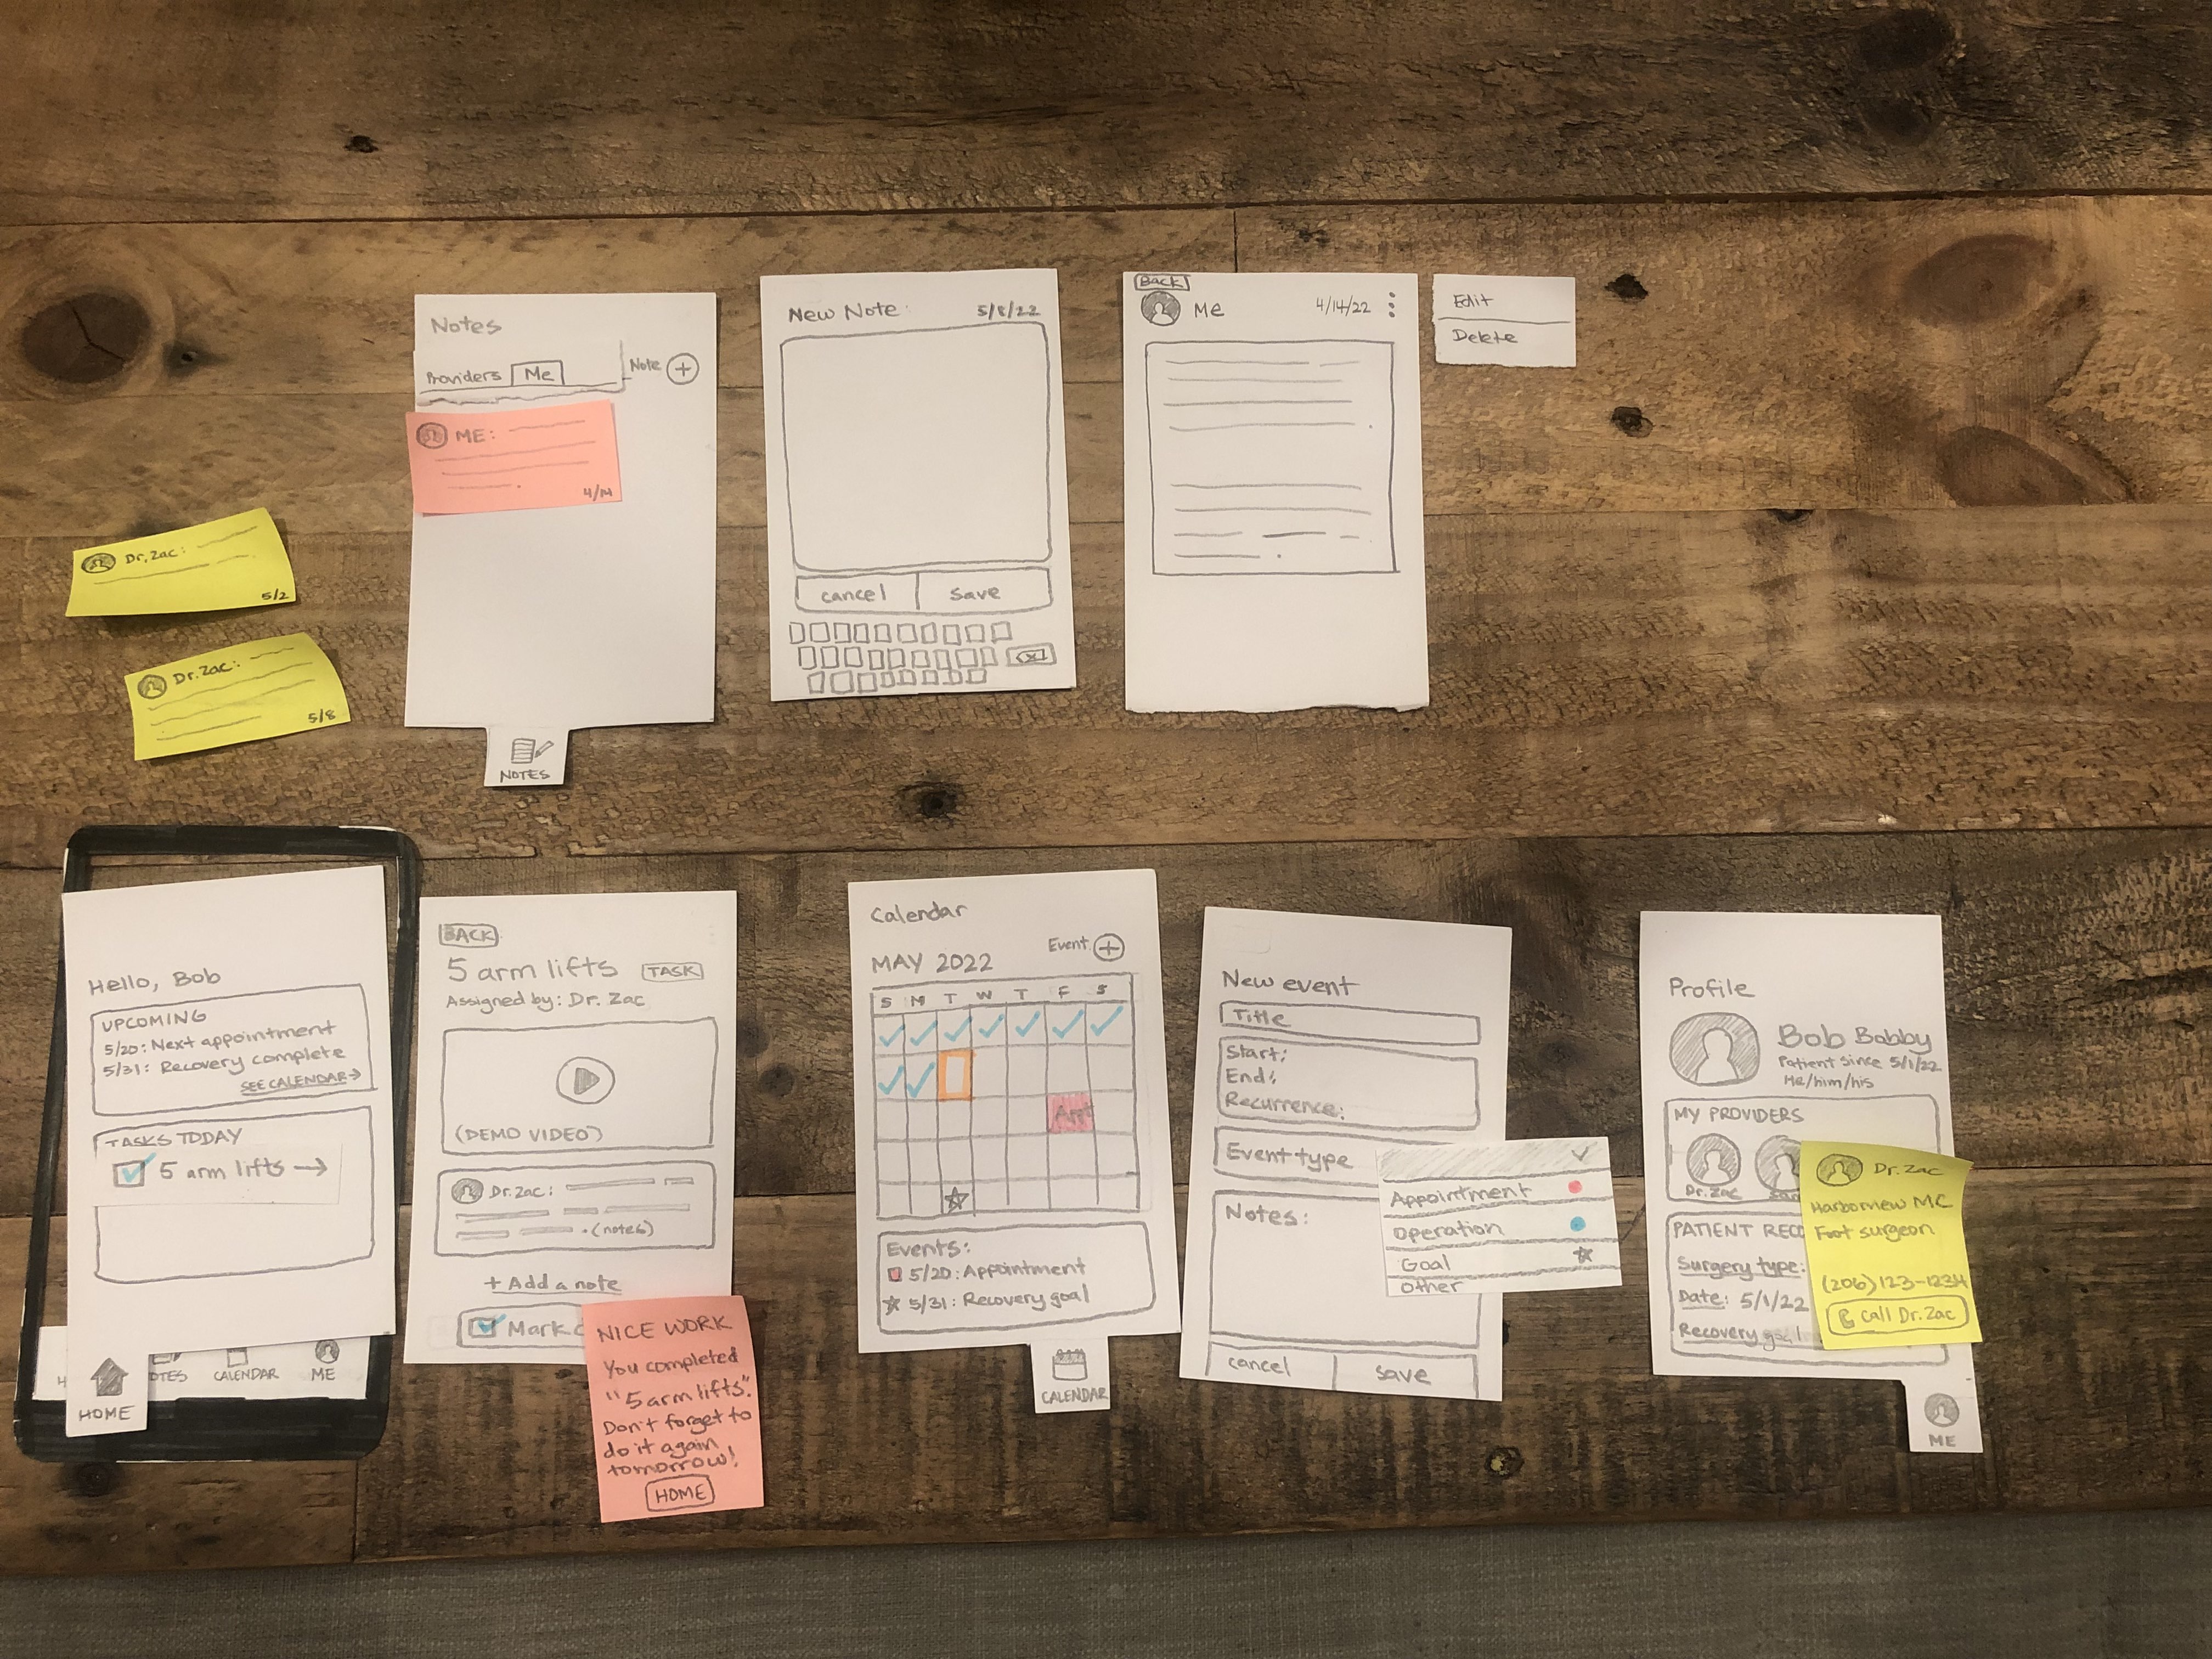 Notes
Providers
Me
Note +
ME:
4/14
NOTES
Dr. Zac:
5/2
Dr. Zac:
5/8
New Note:
5/8/22
cancel
save
BACK
Me
4/14/22
Edit
Delete
Hello, Bob
UPCOMING
5/20: Next appointment
5/31: Recovery complete
SEE CALENDAR →
TASKS TODAY
5 arm lifts →
HOME
CALENDAR
ME
BACK
5 arm lifts
TASK
Assigned by: Dr. Zac
(DEMO VIDEO)
Dr. Zac:
(notes)
+ Add a note
Mark
NICE WORK
You completed
"5 arm lifts".
Don't forget to
do it again
tomorrow!
HOME
Calendar
Event +
MAY 2022
S M T W T F S
Appt
Events:
5/20: Appointment
5/31: Recovery goal
CALENDAR
New event
Title
Start:
End:
Recurrence:
Event type
Appointment
Operation
Goal
other
Notes:
cancel
save
Profile
Bob Bobby
Patient since 5/1/22
He/him/his
MY PROVIDERS
Dr. Zac
PATIENT RECO
Surgery type:
Date: 5/1/22
Recovery goal
Dr. Zac
Harborview MC
Foot surgeon
(206)123-1234
call Dr. Zac
ME